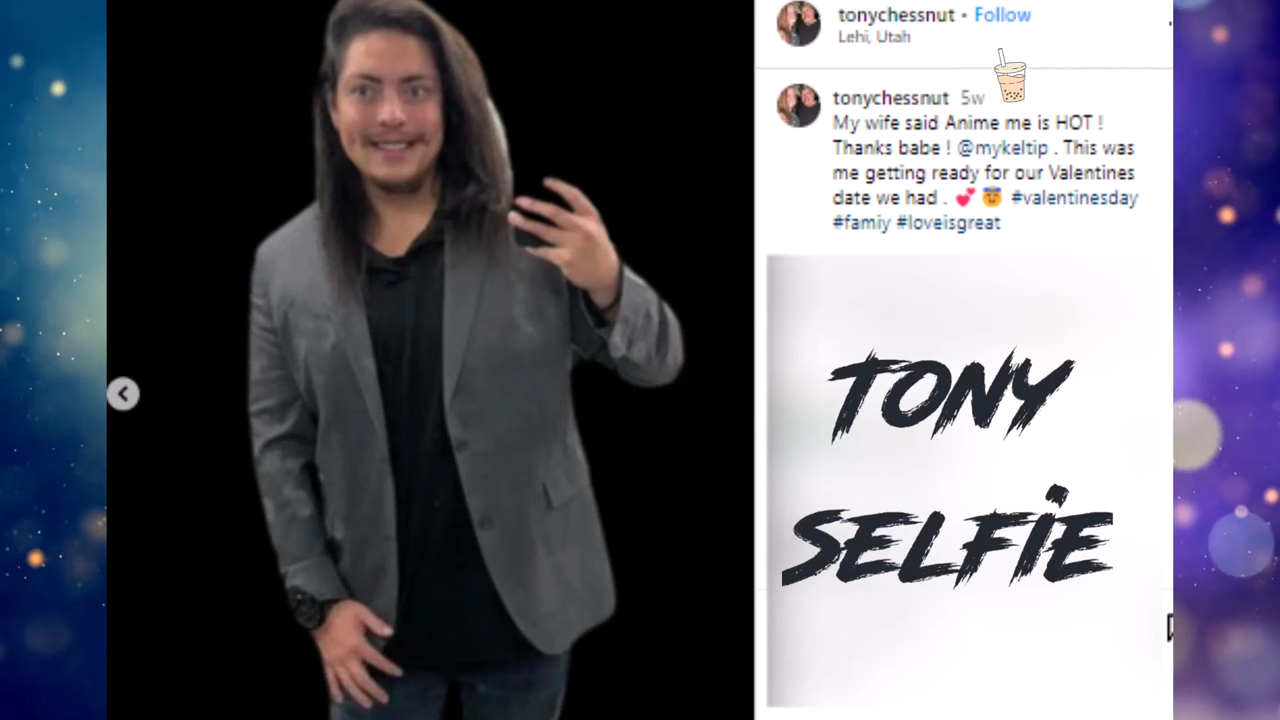 tonychessnut • Follow
Lehi, Utah
tonychessnut 5w
My wife said Anime me is HOT !
Thanks babe ! @mykeltip . This was
me getting ready for our Valentines
date we had . 💕 😇 #valentinesday
#famiy #loveisgreat
TONY
SELFIE